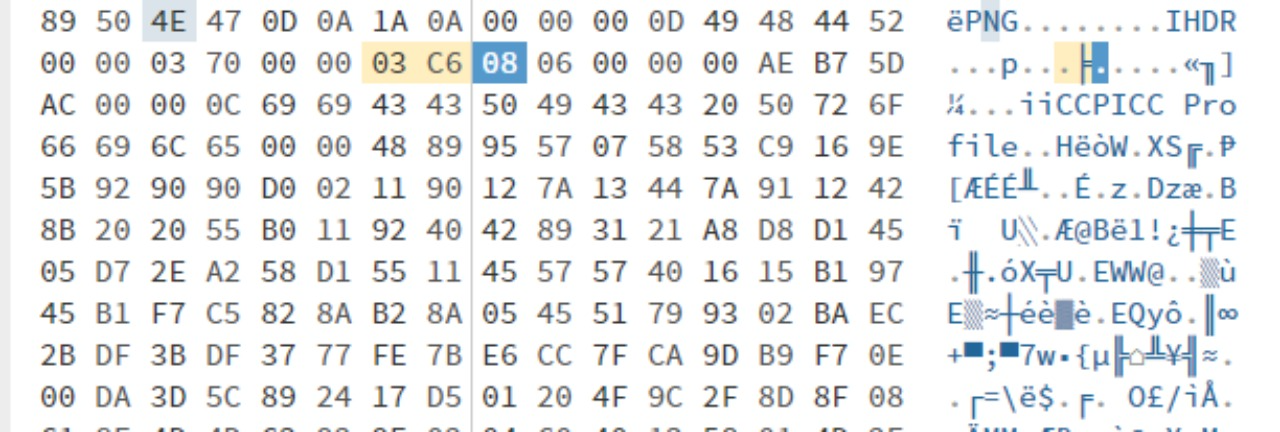 89 50 4E 47 0D 0A 1A 0A 00 00 00 0D 49 48 44 52 ëPNG........IHDR
00 00 03 70 00 00 03 C6 08 06 00 00 00 AE B7 5D ...p...╞.....«╖]
AC 00 00 0C 69 69 43 43 50 49 43 43 20 50 72 6F ¼...iiCCPICC Pro
66 69 6C 65 00 00 48 89 95 57 07 58 53 C9 16 9E file..HëòW.XS╔.₧
5B 92 90 90 D0 02 11 90 12 7A 13 44 7A 91 12 42 [ÆÉÉ╨..É.z.Dzæ.B
8B 20 20 55 B0 11 92 40 42 89 31 21 A8 D8 D1 45 ï  U░.Æ@Bë1!¿╪╤E
05 D7 2E A2 58 D1 55 11 45 57 57 40 16 15 B1 97 .╫.óX╤U.EWW@..▒ù
45 B1 F7 C5 82 8A B2 8A 05 45 51 79 93 02 BA EC E▒≈┼éè▓è.EQyô.║∞
2B DF 3B DF 37 77 FE 7B E6 CC 7F CA 9D B9 F7 0E +▀;▀7w▪{µ╠⌂╩¥╣≈.
00 DA 3D 5C 89 24 17 D5 01 20 4F 9C 2F 8D 8F 08 .┌=\ë$.╒. O£/ìÅ.